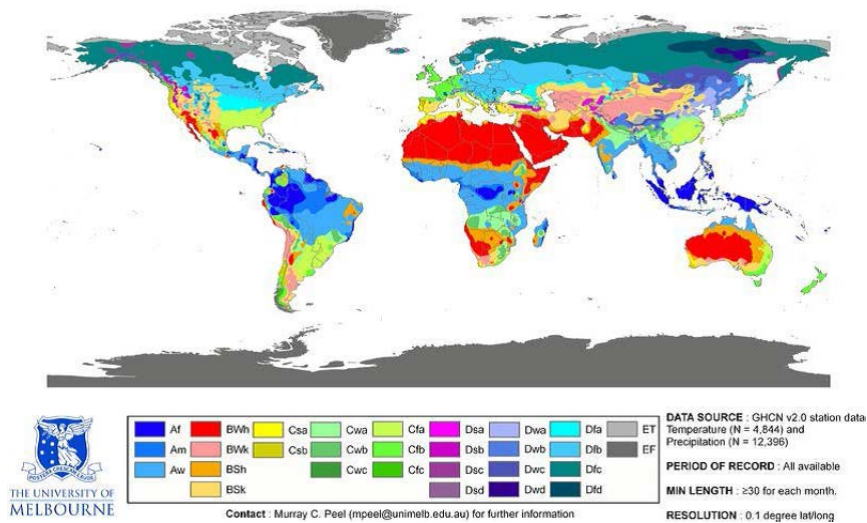 THE UNIVERSITY OF
MELBOURNE
Af BWh Csa Cwa Cfa Dsa Dwa Dfa ET
Am BWk Csb Cwb Cfb Dsb Dwb Dfb EF
Aw BSh Cwc Cfc Dsc Dwc Dfc
BSk Dsd Dwd Dfd
Contact : Murray C. Peel (mpeel@unimelb.edu.au) for further information
DATA SOURCE : GHCN v2.0 station data
Temperature (N = 4,844) and
Precipitation (N = 12,396)
PERIOD OF RECORD : All available
MIN LENGTH : ≥30 for each month.
RESOLUTION : 0.1 degree lat/long